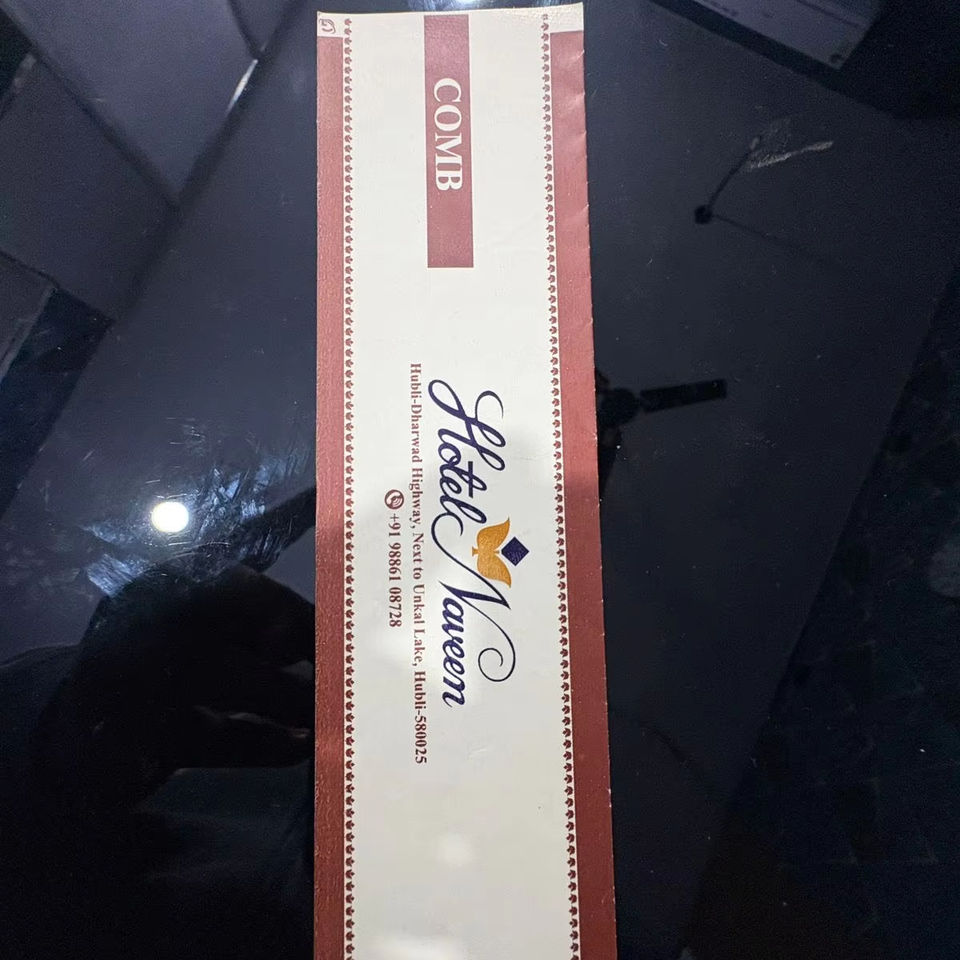 COMB
Hotel Naveen
Hubli-Dharwad Highway, Next to Unkal Lake, Hubli-580025
+91 98861 08728